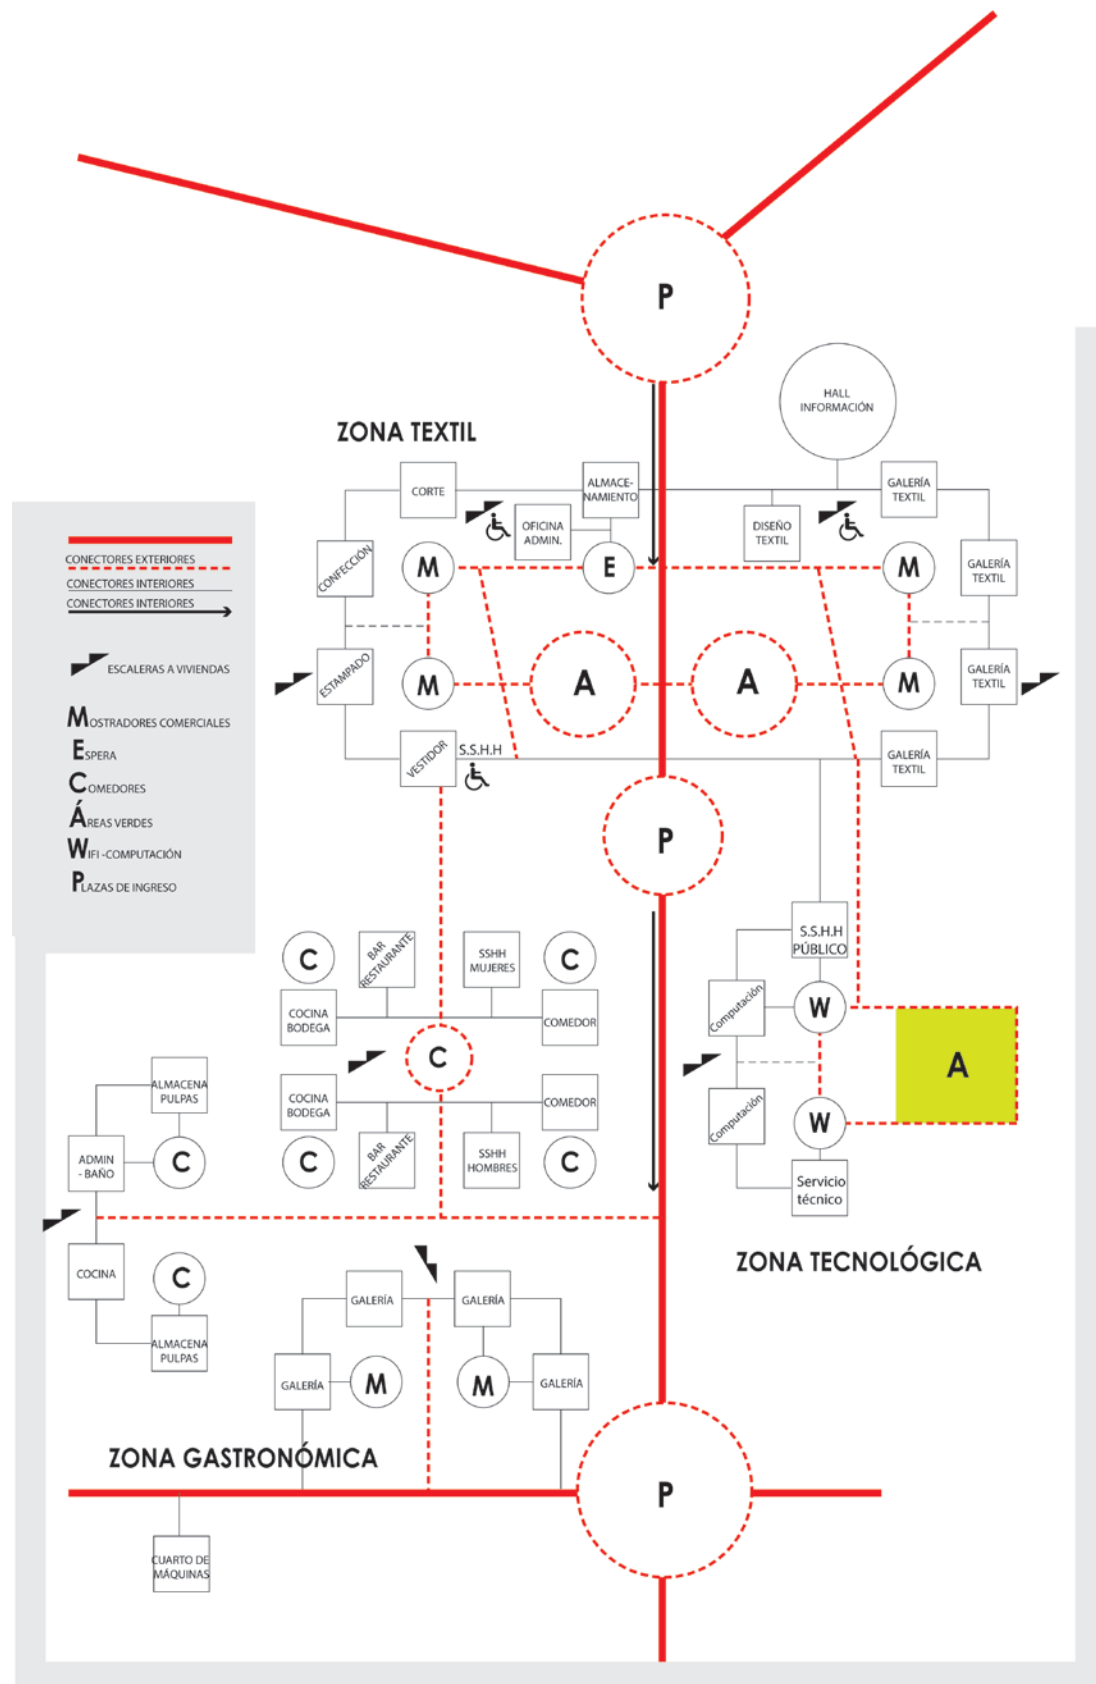 P
HALL
INFORMACIÓN
ZONA TEXTIL
CORTE
ALMACE-
NAMIENTO
GALERÍA
TEXTIL
OFICINA
ADMIN.
DISEÑO
TEXTIL
CONFECCIÓN
M
E
M
GALERÍA
TEXTIL
ESTAMPADO
M
A
A
M
GALERÍA
TEXTIL
VESTIDOR
S.S.H.H
GALERÍA
TEXTIL
CONECTORES EXTERIORES
CONECTORES INTERIORES
CONECTORES INTERIORES
ESCALERAS A VIVIENDAS
MOSTRADORES COMERCIALES
ESPERA
COMEDORES
ÁREAS VERDES
WIFI -COMPUTACIÓN
PLAZAS DE INGRESO
P
C
BAR
RESTAURANTE
SSHH
MUJERES
C
COCINA
BODEGA
COMEDOR
C
COCINA
BODEGA
COMEDOR
C
BAR
RESTAURANTE
SSHH
HOMBRES
C
S.S.H.H
PÚBLICO
Computación
W
A
Computación
W
Servicio
técnico
ZONA TECNOLÓGICA
ALMACENA
PULPAS
ADMIN
- BAÑO
C
COCINA
C
ALMACENA
PULPAS
GALERÍA
GALERÍA
GALERÍA
M
M
GALERÍA
ZONA GASTRONÓMICA
P
CUARTO DE
MÁQUINAS